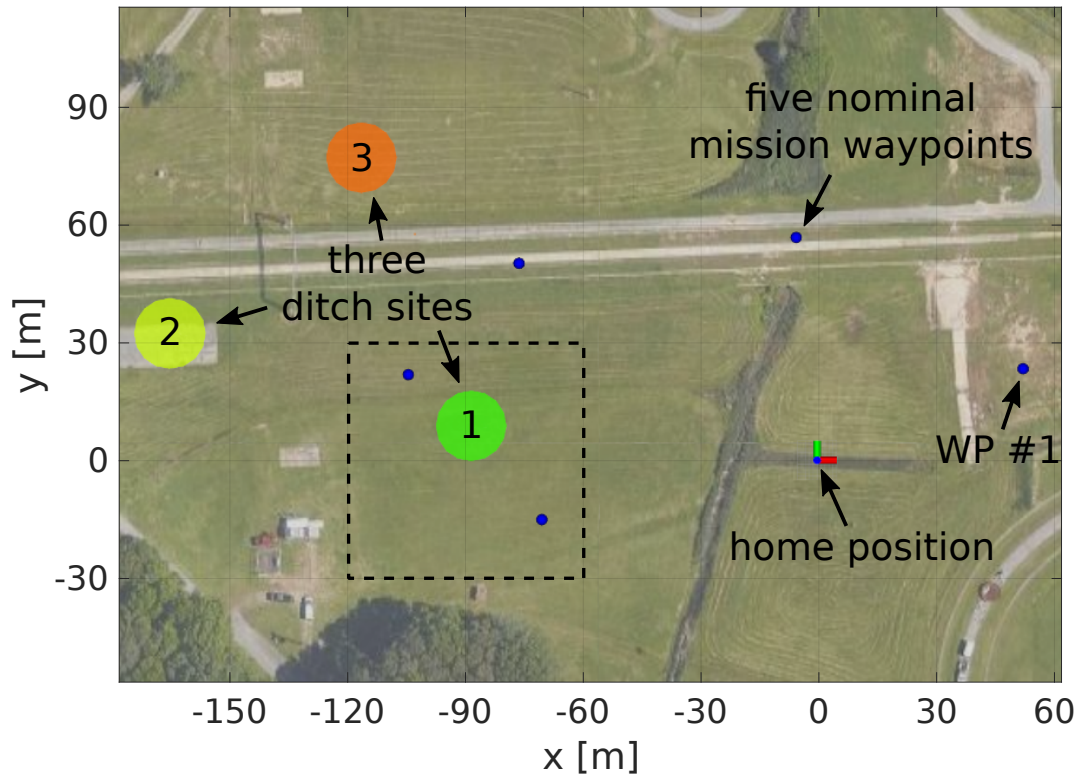 90
60
30
0
-30
y [m]
five nominal
mission waypoints
3
three
ditch sites
2
1
WP #1
home position
-150
-120
-90
-60
-30
0
30
60
x [m]